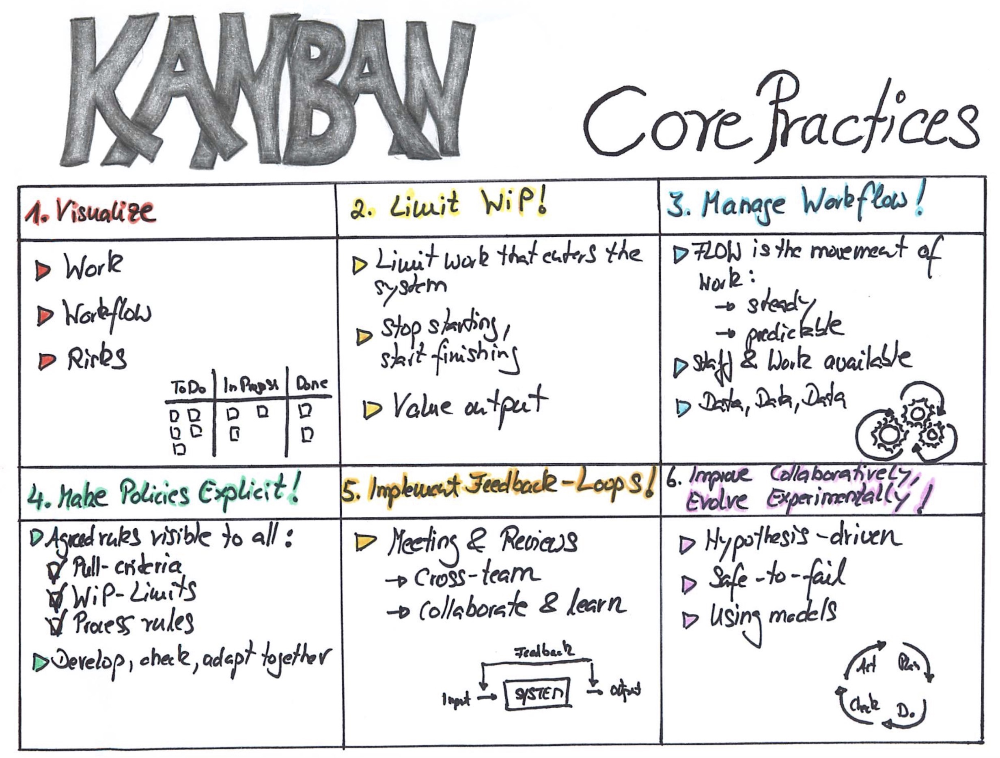 KANBAN
Core Practices
1. Visualize
Work
Workflow
Risks
ToDo In Progress Done
2. Limit WiP!
Limit work that enters the
system
Stop starting,
start finishing
Value output
3. Manage Workflow!
FLOW is the movement of
Work:
→ steady
→ predictable
Staff & Work available
Data, Data, Data
4. Make Policies Explicit!
Agreed rules visible to all:
Pull-criteria
WiP-Limits
Process rules
Develop, check, adapt together
5. Implement Feedback-Loops!
Meeting & Reviews
→ Cross-team
→ Collaborate & learn
Feedback
Input → SYSTEM → Output
6. Improve Collaboratively,
Evolve Experimentally!
Hypothesis-driven
Safe-to-fail
Using models
Act Plan
Check Do